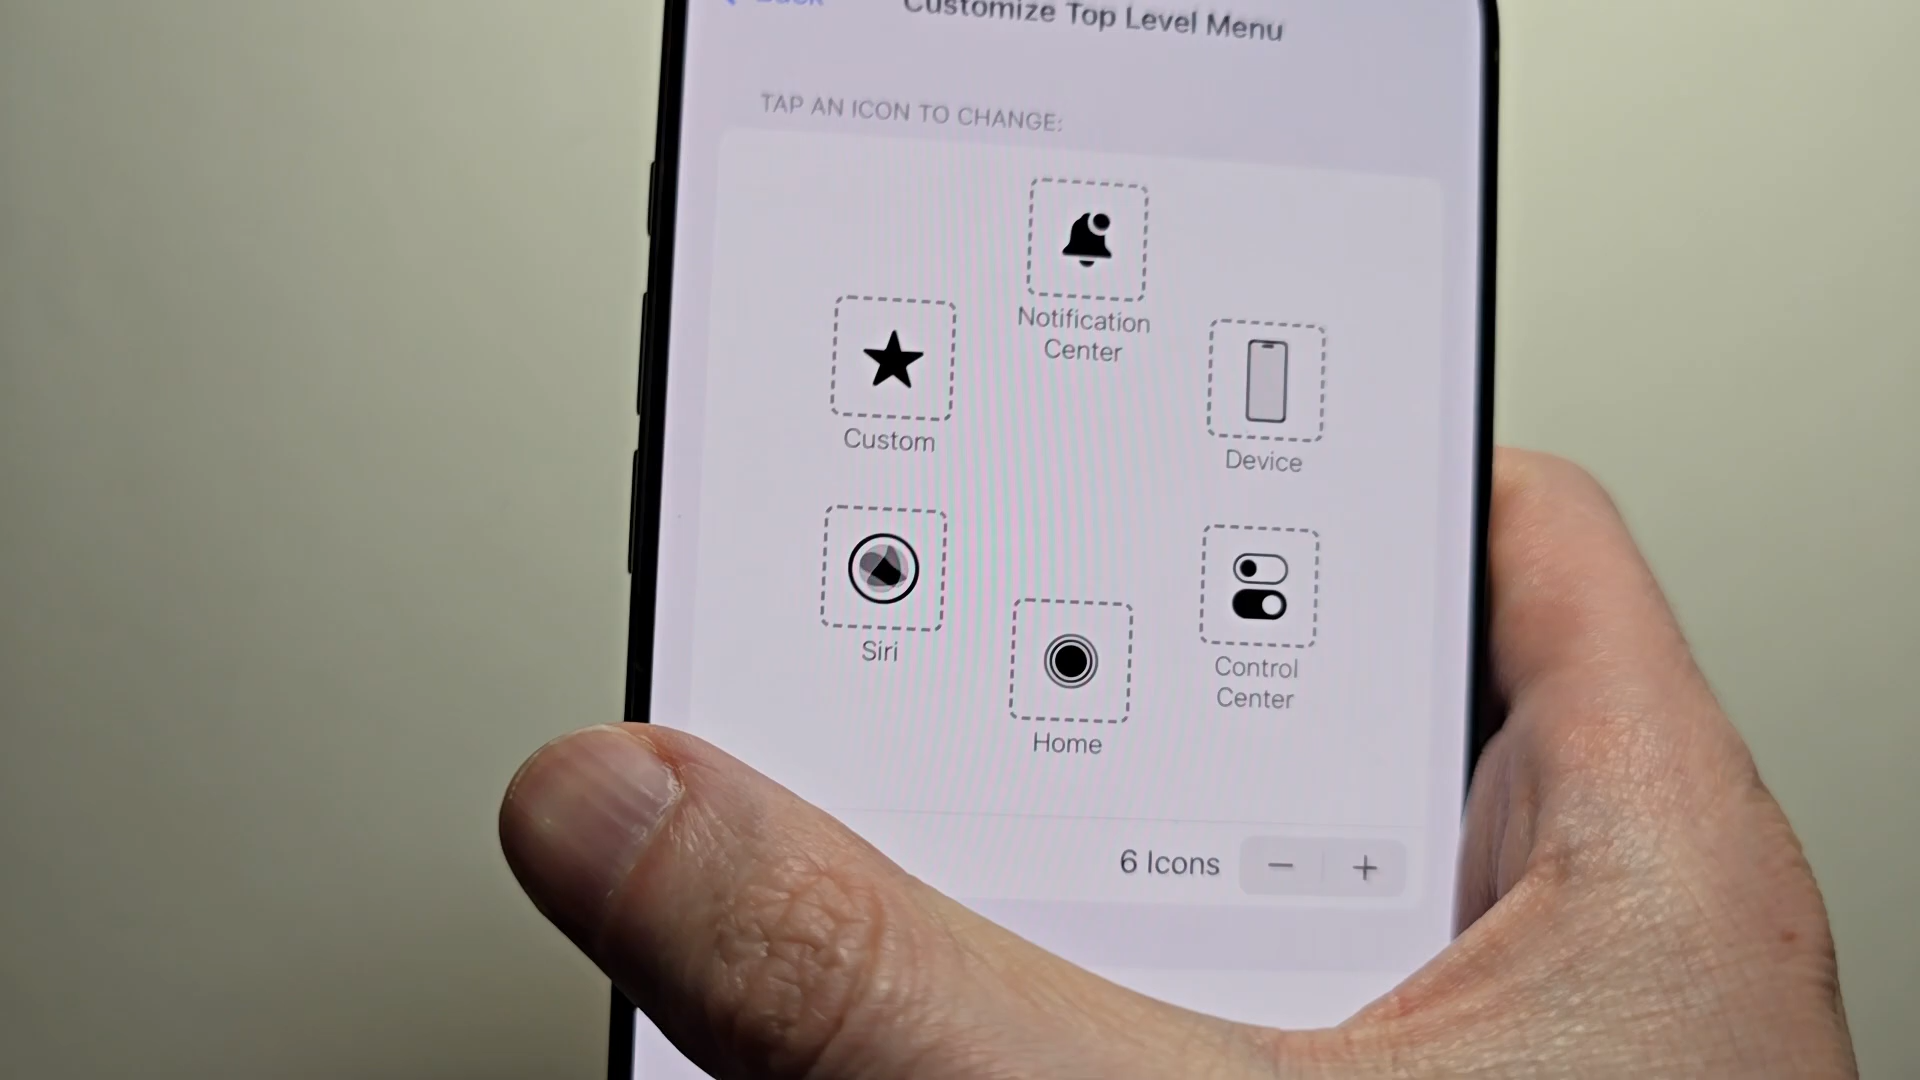 Back
Customize Top Level Menu
TAP AN ICON TO CHANGE:
Notification
Center
Custom
Device
Siri
Control
Center
Home
6 Icons